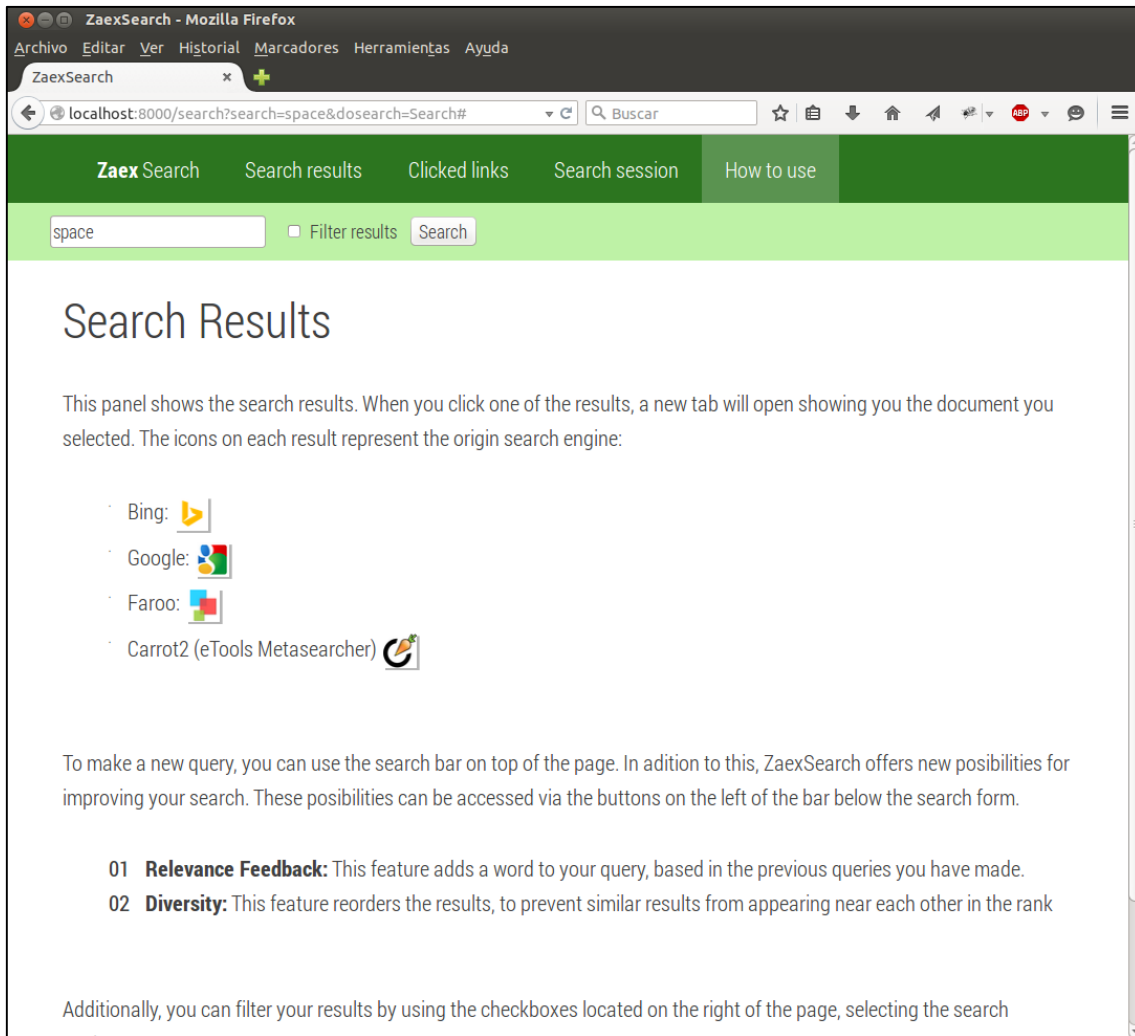 ZaexSearch - Mozilla Firefox
Archivo Editar Ver Historial Marcadores Herramientas Ayuda
ZaexSearch
localhost:8000/search?search=space&dosearch=Search#
Buscar
ABP
Zaex Search Search results Clicked links Search session How to use
space Filter results Search
Search Results
This panel shows the search results. When you click one of the results, a new tab will open showing you the document you
selected. The icons on each result represent the origin search engine:
Bing:
Google:
Faroo:
Carrot2 (eTools Metasearcher)
To make a new query, you can use the search bar on top of the page. In adition to this, ZaexSearch offers new posibilities for
improving your search. These posibilities can be accessed via the buttons on the left of the bar below the search form.
01 Relevance Feedback: This feature adds a word to your query, based in the previous queries you have made.
02 Diversity: This feature reorders the results, to prevent similar results from appearing near each other in the rank
Additionally, you can filter your results by using the checkboxes located on the right of the page, selecting the search